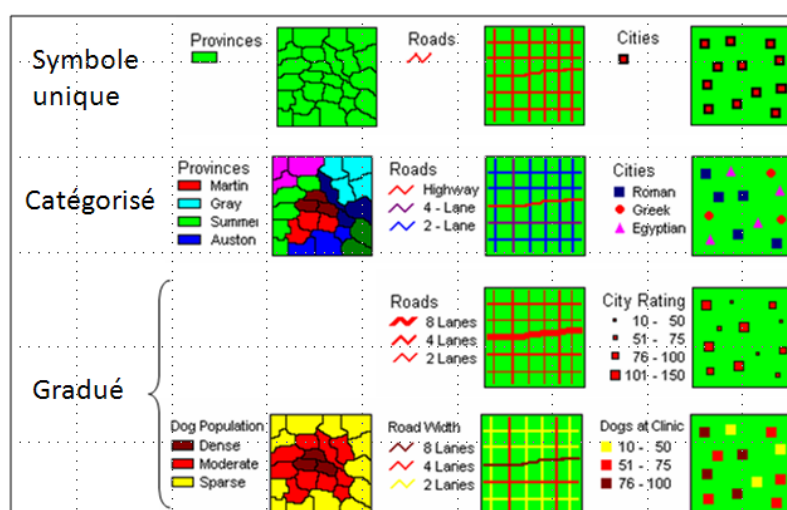 Symbole
unique
Provinces
Roads
Cities
Catégorisé
Provinces
Martin
Gray
Summer
Auston
Roads
Highway
4 - Lane
2 - Lane
Cities
Roman
Greek
Egyptian
Gradué
Roads
8 Lanes
4 Lanes
2 Lanes
City Rating
10 - 50
51 - 75
76 - 100
101 - 150
Dog Population
Dense
Moderate
Sparse
Road Width
8 Lanes
4 Lanes
2 Lanes
Dogs at Clinic
10 - 50
51 - 75
76 - 100